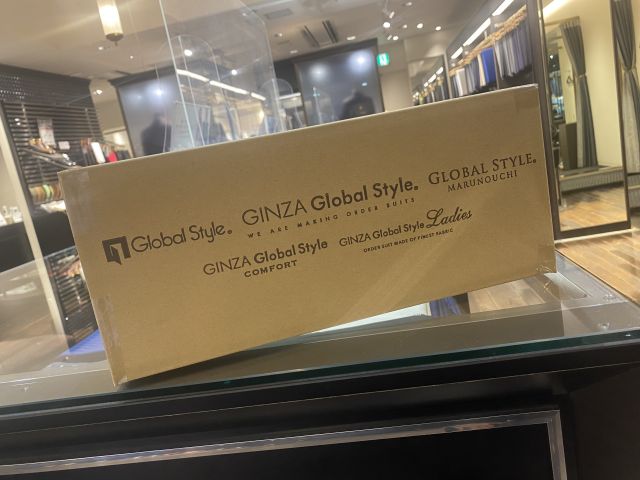 Global Style.
GINZA Global Style.
WE ARE MAKING ORDER SUITS
GLOBAL STYLE.
MARUNOUCHI
GINZA Global Style
COMFORT
GINZA Global Style Ladies
ORDER SUIT MADE OF FINEST FABRIC